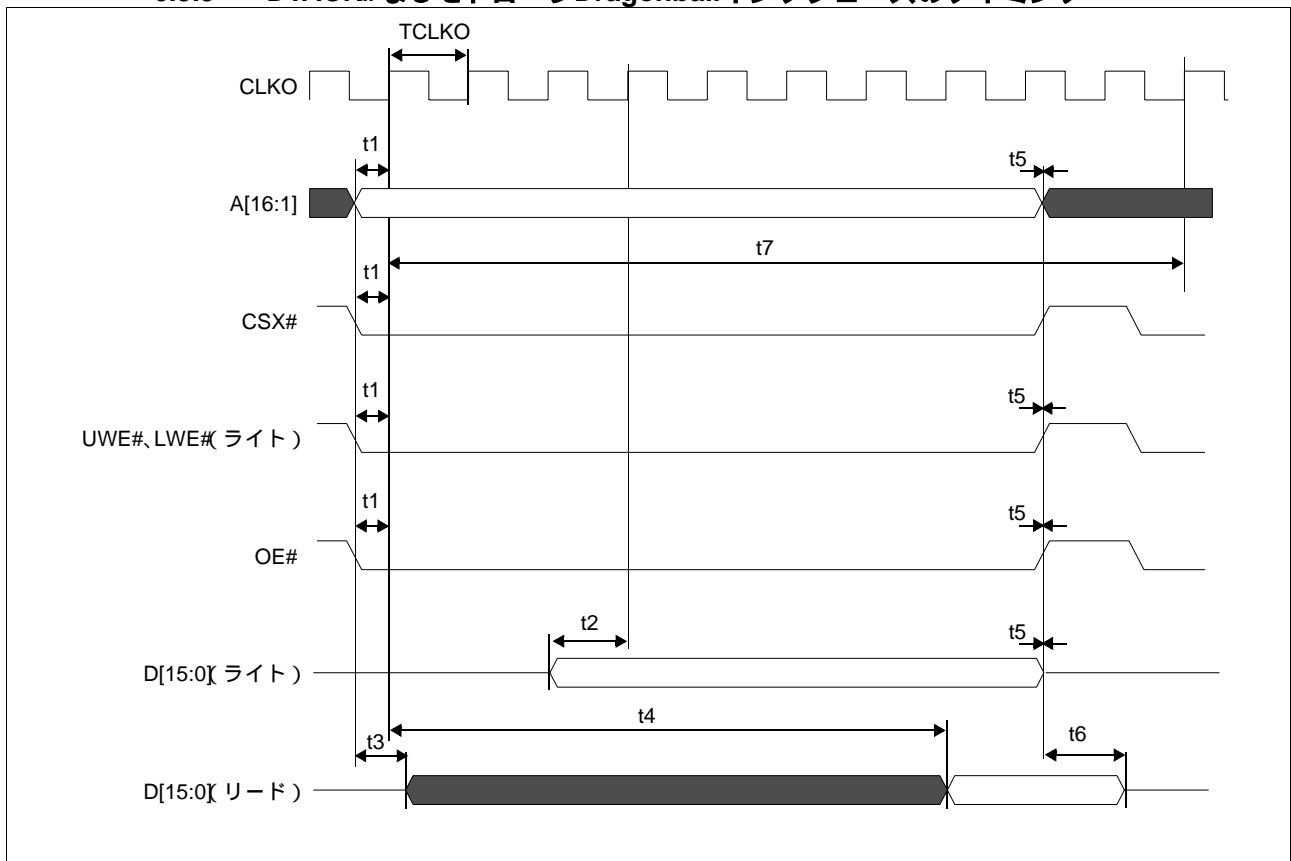 TCLKO
CLKO
t1
t5
A[16:1]
t7
t1
CSX#
t1
t5
UWE#、LWE#(ライト)
t1
t5
OE#
t2
t5
D[15:0](ライト)
t4
t3
t6
D[15:0](リード)